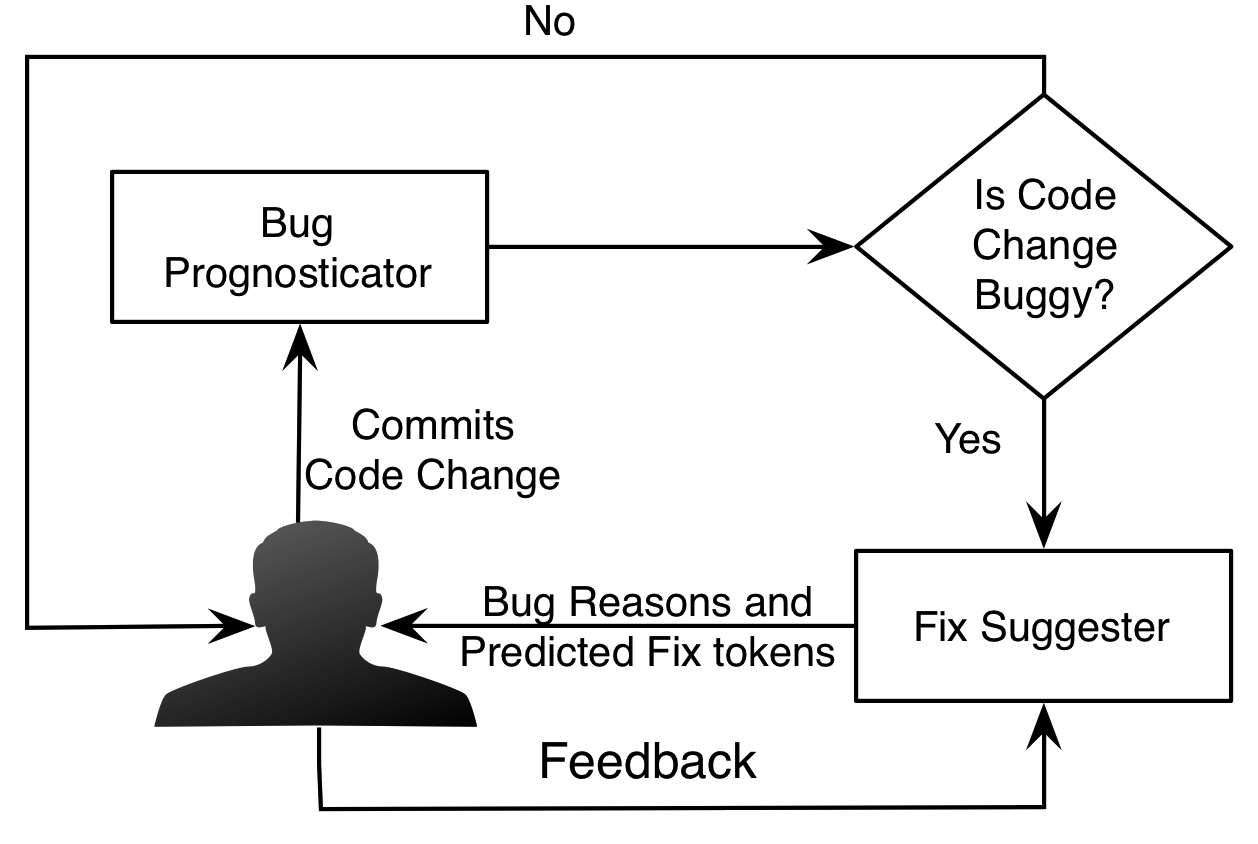 No
Is Code
Change
Buggy?
Bug
Prognosticator
Commits
Code Change
Yes
Bug Reasons and
Predicted Fix tokens
Fix Suggester
Feedback